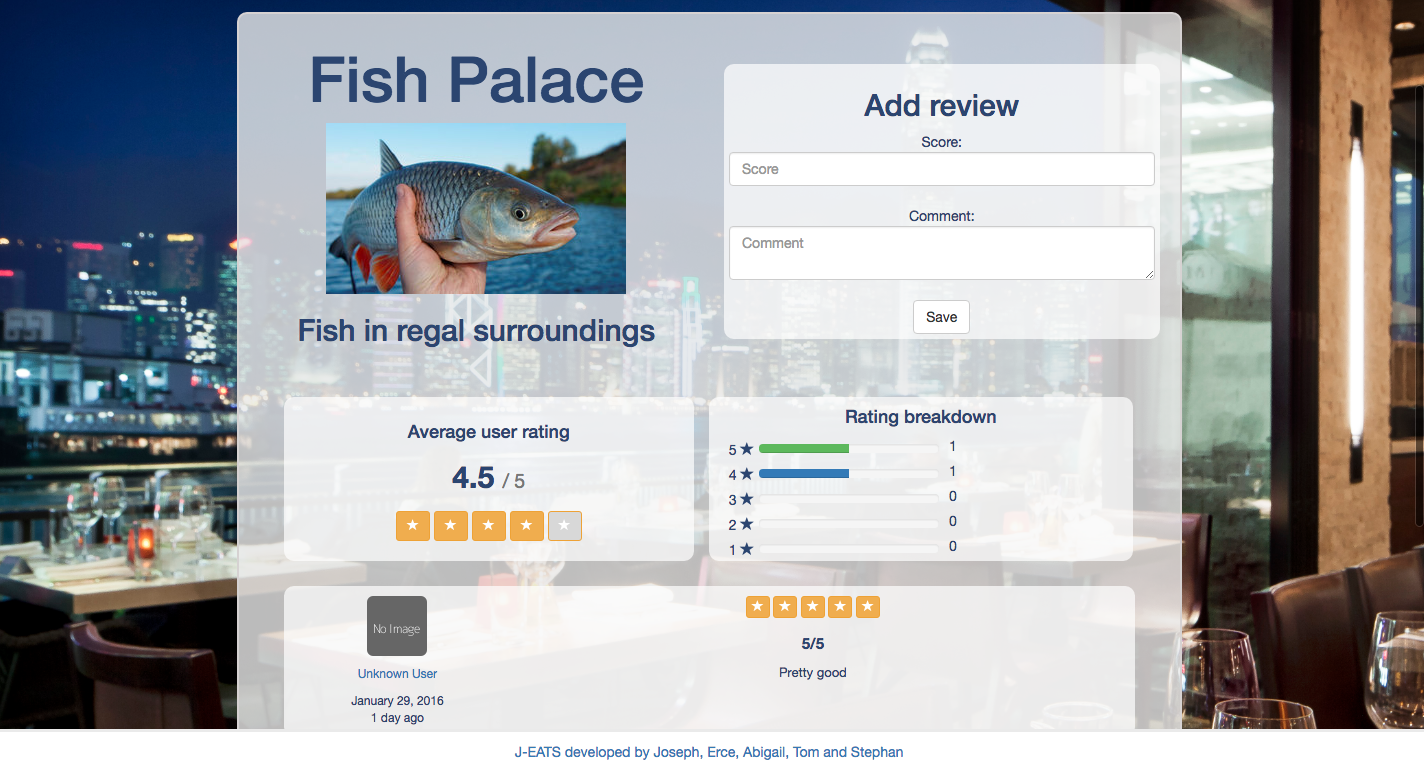 Fish Palace
Fish in regal surroundings
Add review
Score:
Score
Comment:
Comment
Save
Average user rating
4.5 / 5
Rating breakdown
5 ★ 1
4 ★ 1
3 ★ 0
2 ★ 0
1 ★ 0
No Image
Unknown User
January 29, 2016
1 day ago
5/5
Pretty good
J-EATS developed by Joseph, Erce, Abigail, Tom and Stephan